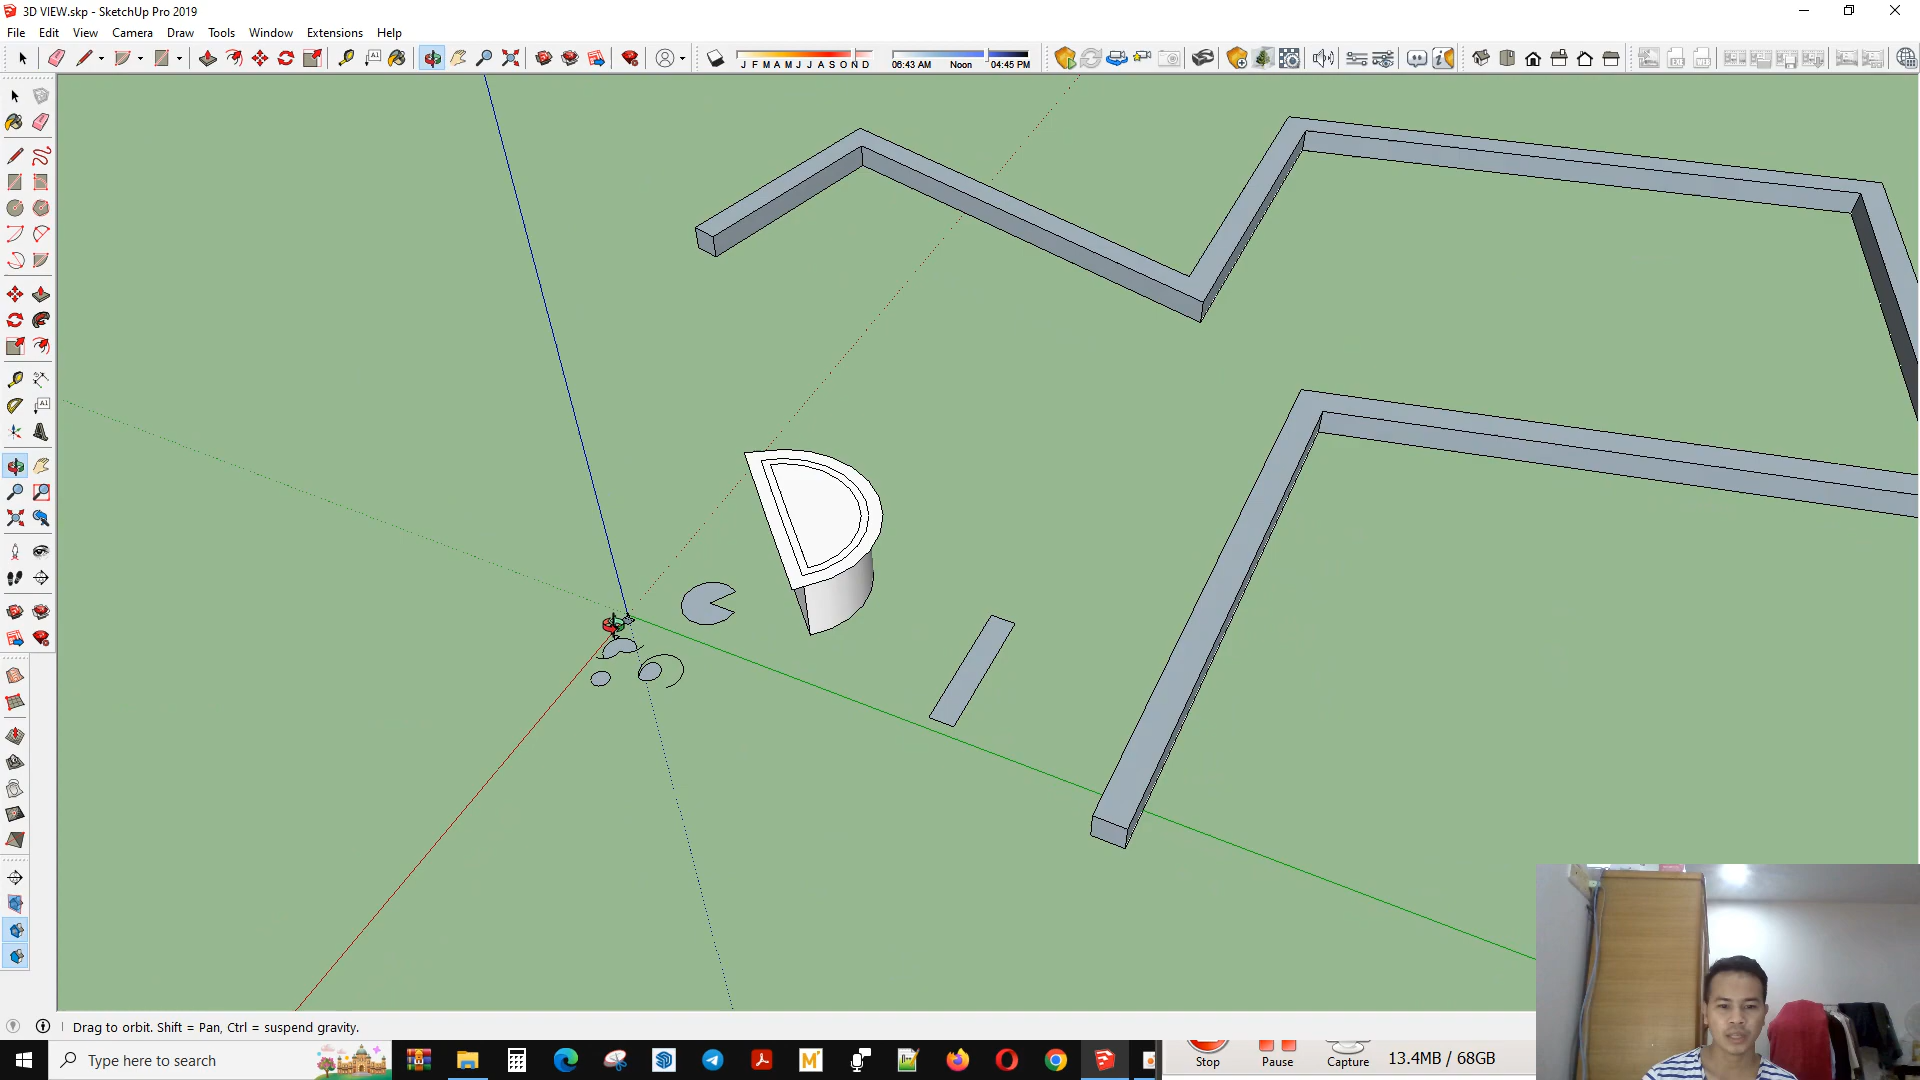 3D VIEW.skp - SketchUp Pro 2019
File Edit View Camera Draw Tools Window Extensions Help
J F M A M J J A S O N D
06:43 AM Noon 04:45 PM
Drag to orbit. Shift = Pan, Ctrl = suspend gravity.
Type here to search
Stop Pause Capture 13.4MB / 68GB